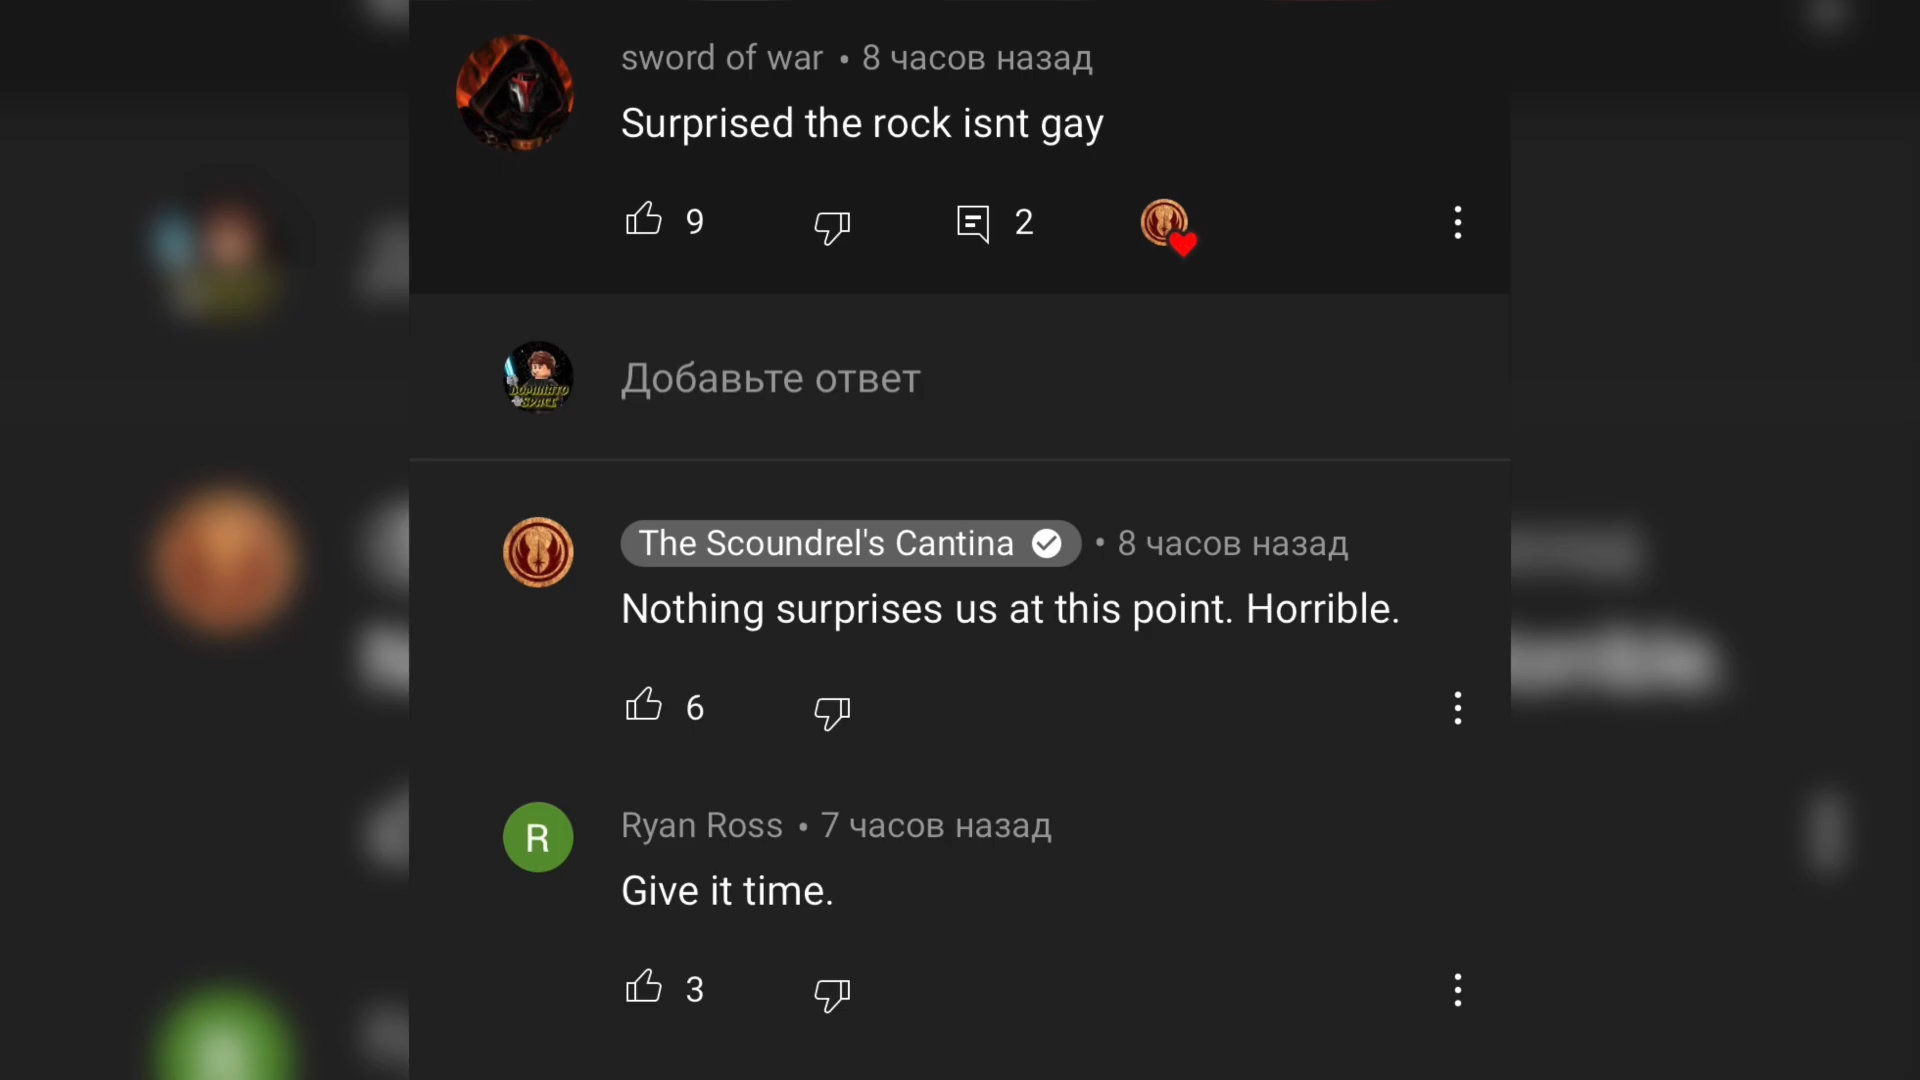 sword of war • 8 часов назад
Surprised the rock isnt gay
9 2
Добавьте ответ
The Scoundrel's Cantina • 8 часов назад
Nothing surprises us at this point. Horrible.
6
R
Ryan Ross • 7 часов назад
Give it time.
3